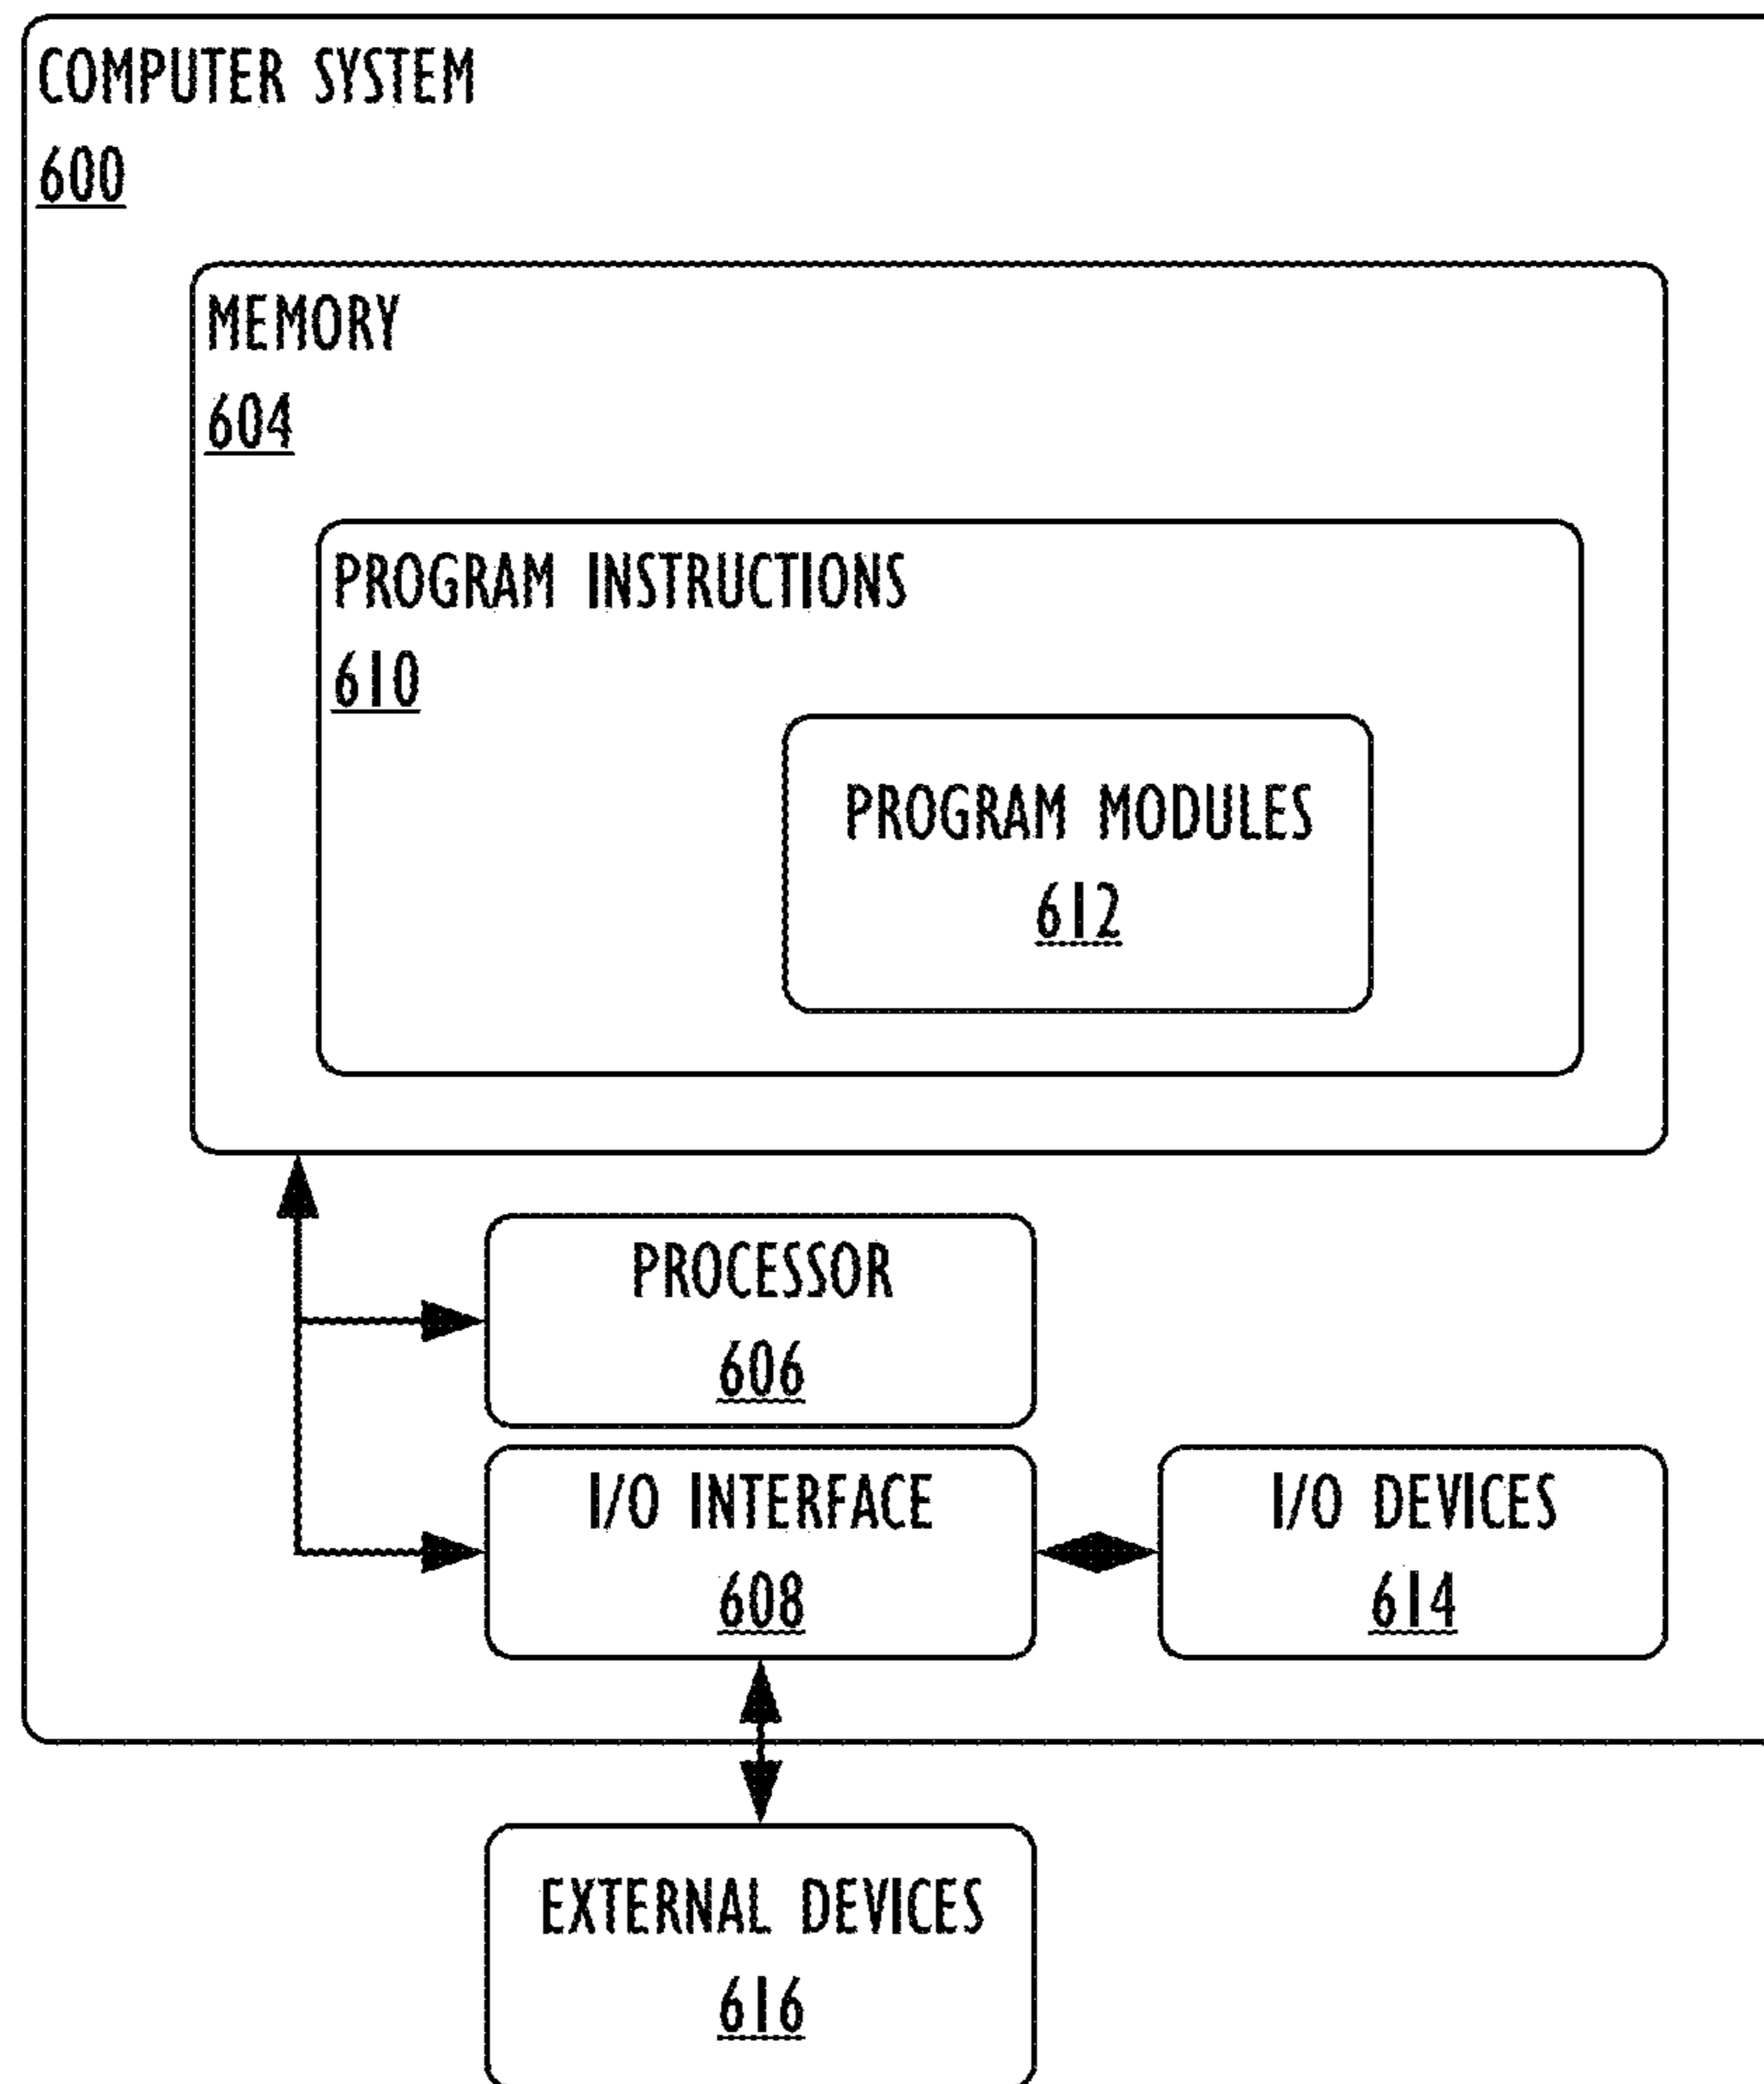 COMPUTER SYSTEM
600
MEMORY
604
PROGRAM INSTRUCTIONS
610
PROGRAM MODULES
612
PROCESSOR
606
I/O INTERFACE
608
I/O DEVICES
614
EXTERNAL DEVICES
616